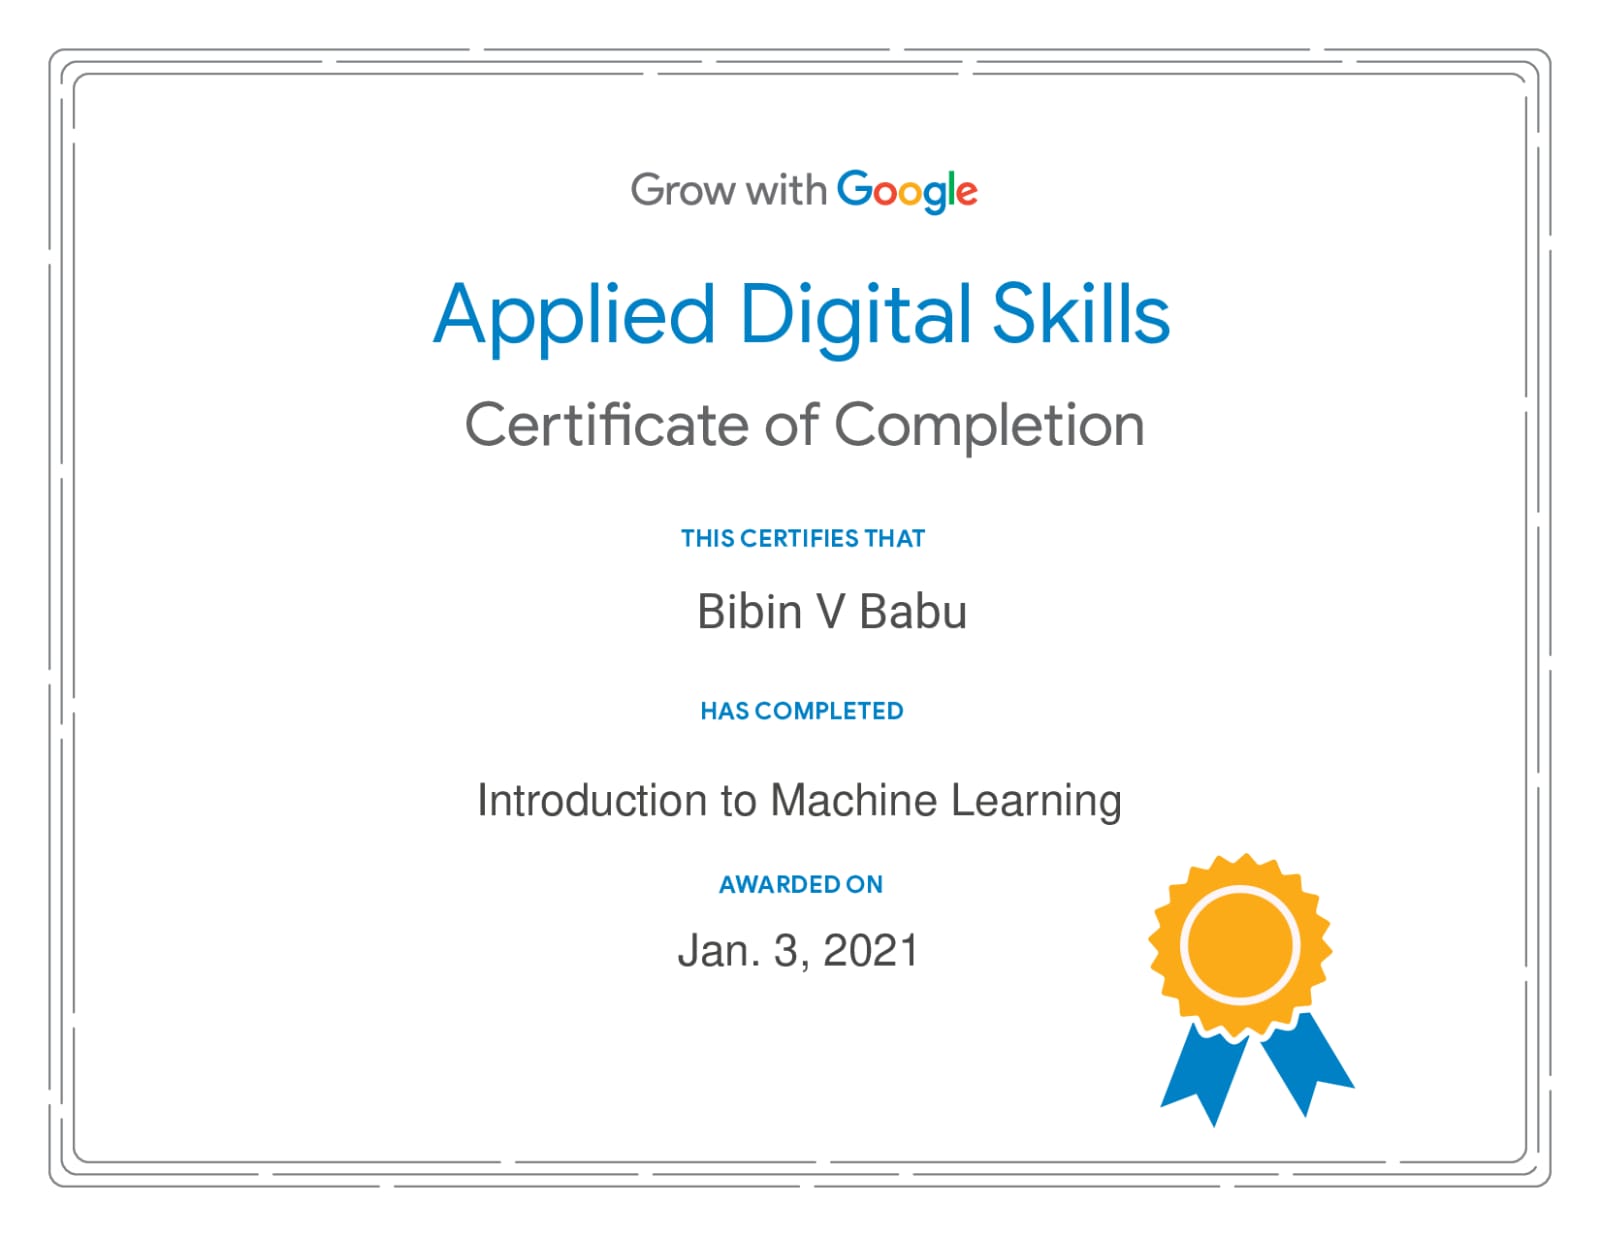 Grow with Google
Applied Digital Skills
Certificate of Completion
THIS CERTIFIES THAT
Bibin V Babu
HAS COMPLETED
Introduction to Machine Learning
AWARDED ON
Jan. 3, 2021